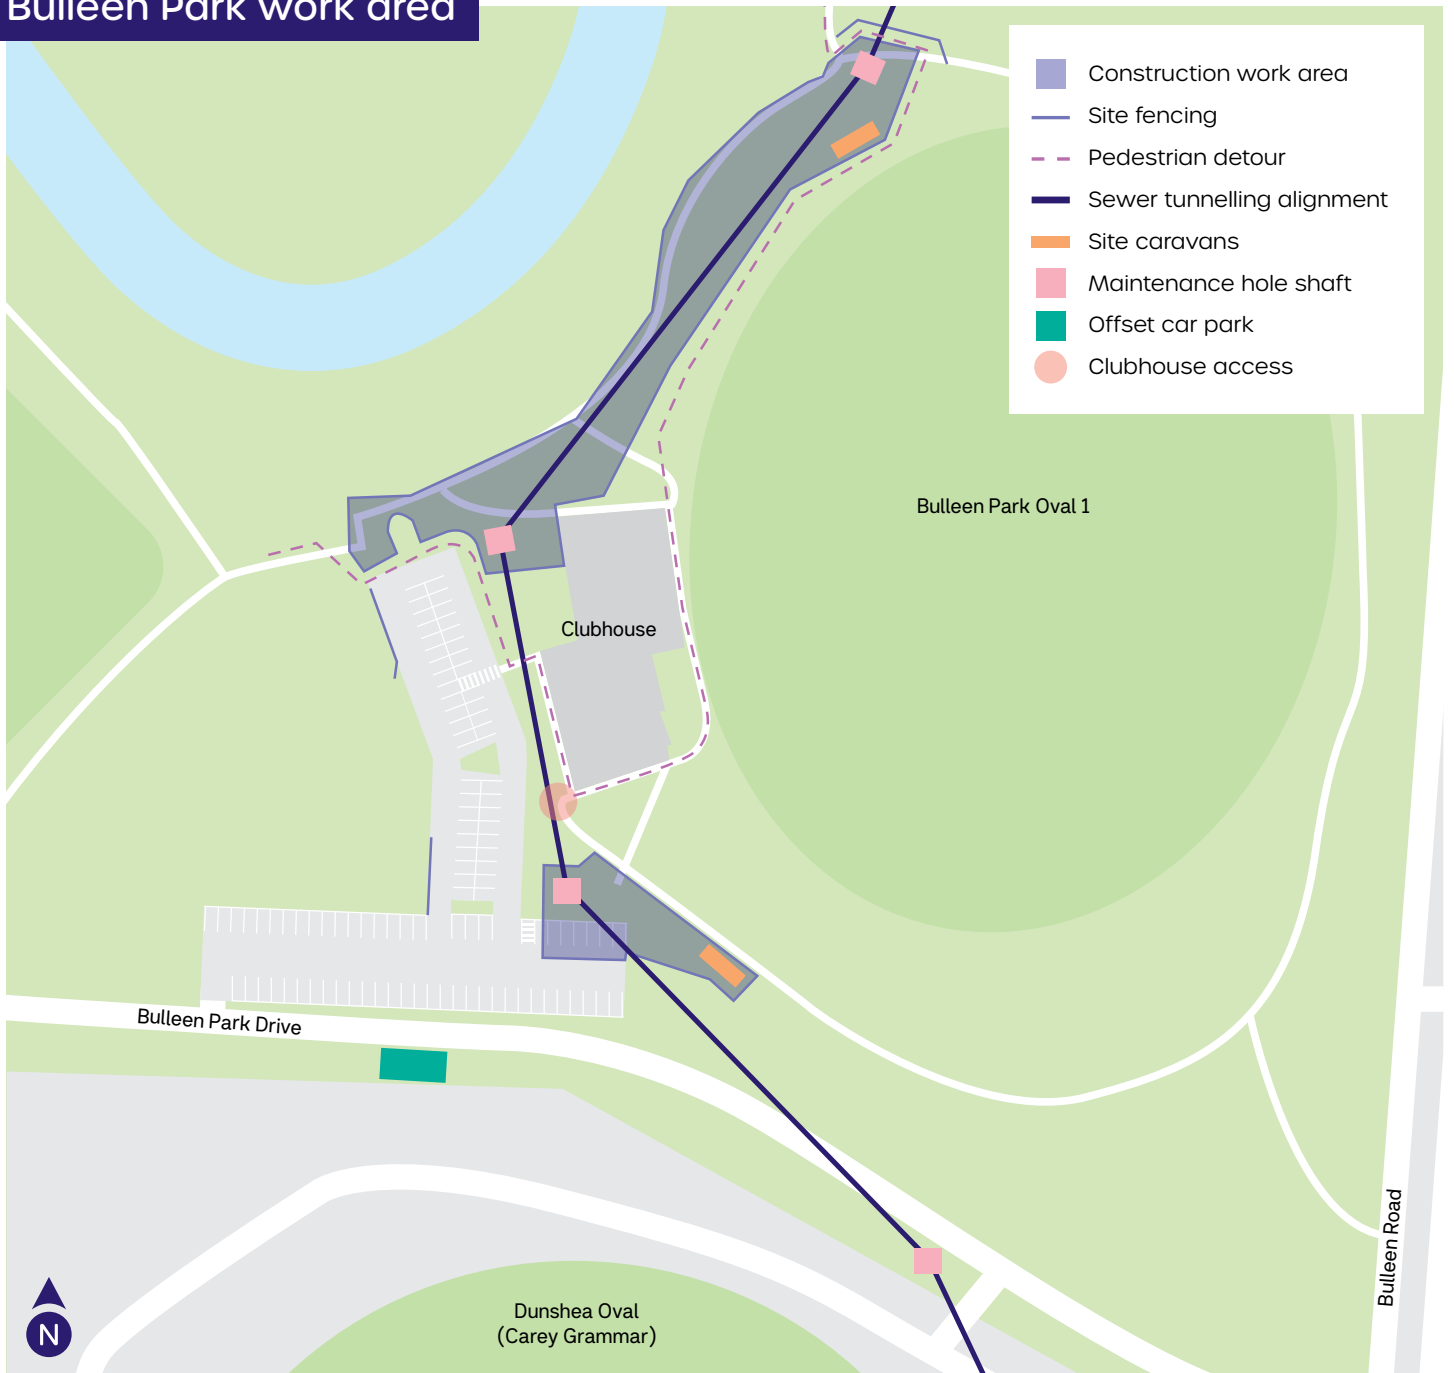 Bulleen Park work area
Construction work area
Site fencing
Pedestrian detour
Sewer tunnelling alignment
Site caravans
Maintenance hole shaft
Offset car park
Clubhouse access
Bulleen Park Oval 1
Clubhouse
Bulleen Park Drive
Bulleen Road
Dunshea Oval
(Carey Grammar)
N